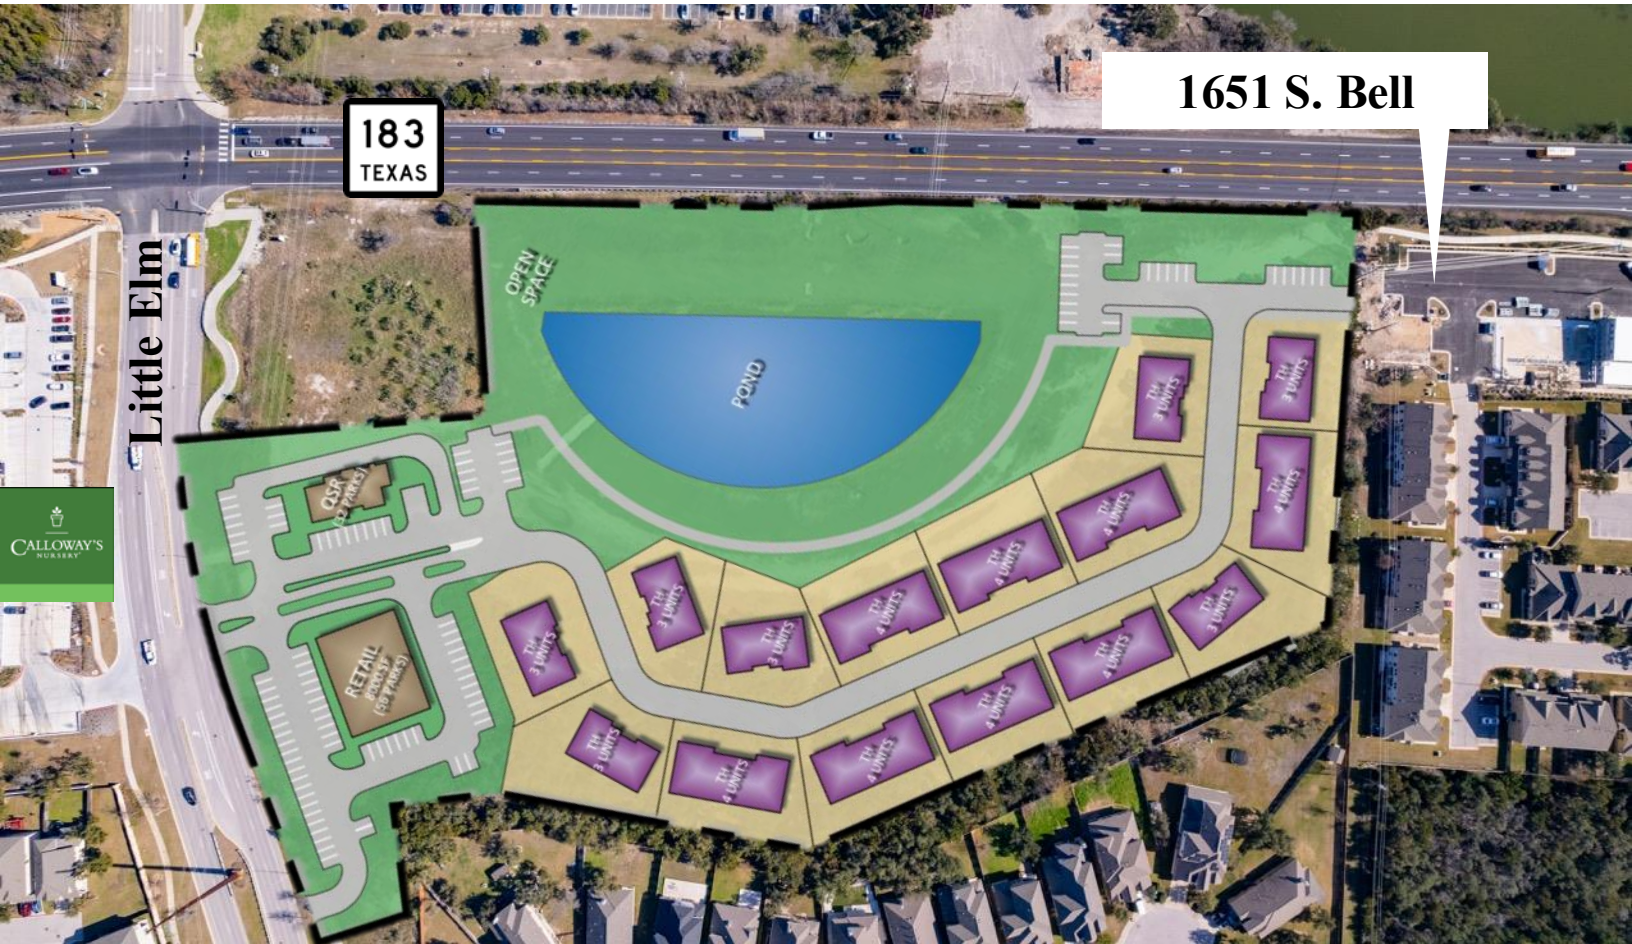 1651 S. Bell
183
TEXAS
Little Elm
OPEN
SPACE
POND
CALLOWAY'S
NURSERY
QSR
RETAIL
TH
3 UNITS
TH
3 UNITS
TH
4 UNITS
TH
4 UNITS
TH
4 UNITS
TH
4 UNITS
TH
3 UNITS
TH
3 UNITS
TH
3 UNITS
TH
3 UNITS
TH
4 UNITS
TH
4 UNITS
TH
3 UNITS
TH
4 UNITS
TH
4 UNITS